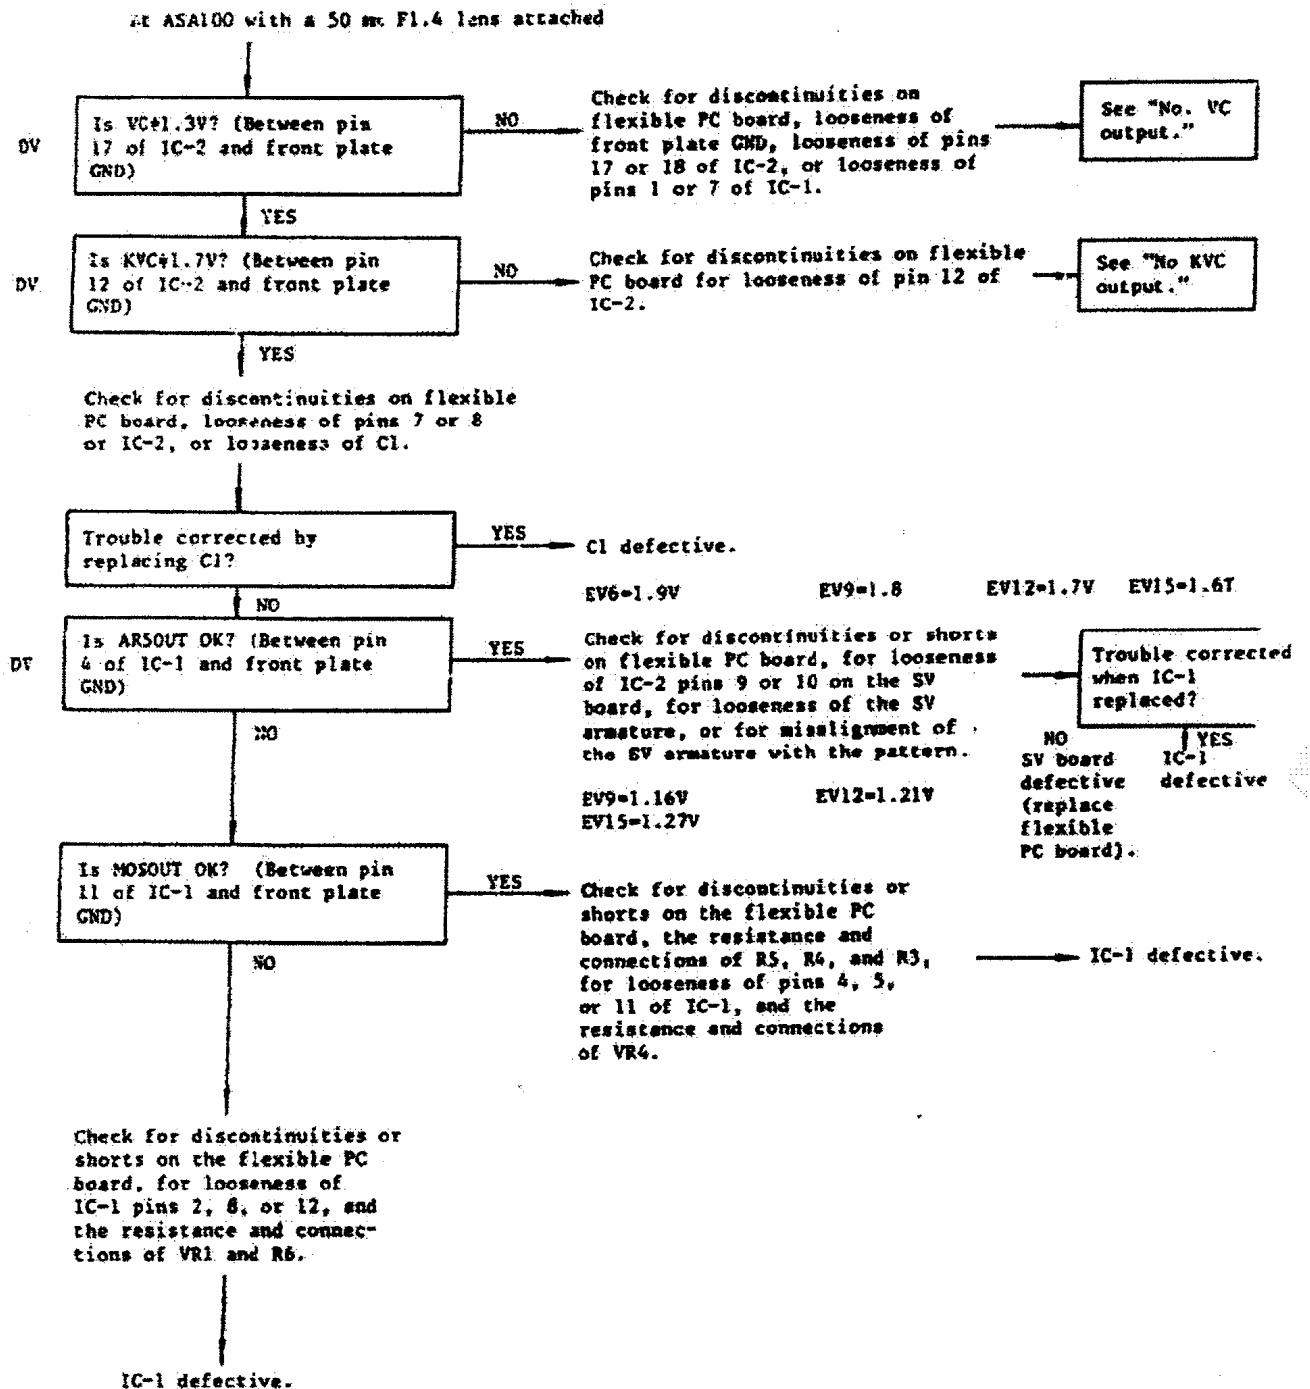 At ASA100 with a 50 mm F1.4 lens attached
DV
Is VC≑1.3V? (Between pin
17 of IC-2 and front plate
GND)
NO
Check for discontinuities on
flexible PC board, looseness of
front plate GND, looseness of pins
17 or 18 of IC-2, or looseness of
pins 1 or 7 of IC-1.
See "No. VC
output."
YES
DV
Is KVC≑1.7V? (Between pin
12 of IC-2 and front plate
GND)
NO
Check for discontinuities on flexible
PC board for looseness of pin 12 of
IC-2.
See "No KVC
output."
YES
Check for discontinuities on flexible
PC board, looseness of pins 7 or 8
or IC-2, or looseness of C1.
Trouble corrected by
replacing C1?
YES
C1 defective.
NO
EV6=1.9V EV9=1.8 EV12=1.7V EV15=1.6T
DV
Is AR5OUT OK? (Between pin
4 of IC-1 and front plate
GND)
YES
Check for discontinuities or shorts
on flexible PC board, for looseness
of IC-2 pins 9 or 10 on the SV
board, for looseness of the SV
armature, or for misalignment of
the SV armature with the pattern.
Trouble corrected
when IC-1
replaced?
NO
SV board
defective
(replace
flexible
PC board).
YES
IC-1
defective
NO
EV9=1.16V EV12=1.21V
EV15=1.27V
Is MOSOUT OK? (Between pin
11 of IC-1 and front plate
GND)
YES
Check for discontinuities or
shorts on the flexible PC
board, the resistance and
connections of R5, R4, and R3,
for looseness of pins 4, 5,
or 11 of IC-1, and the
resistance and connections
of VR4.
IC-1 defective.
NO
Check for discontinuities or
shorts on the flexible PC
board, for looseness of
IC-1 pins 2, 8, or 12, and
the resistance and connec-
tions of VR1 and R6.
IC-1 defective.